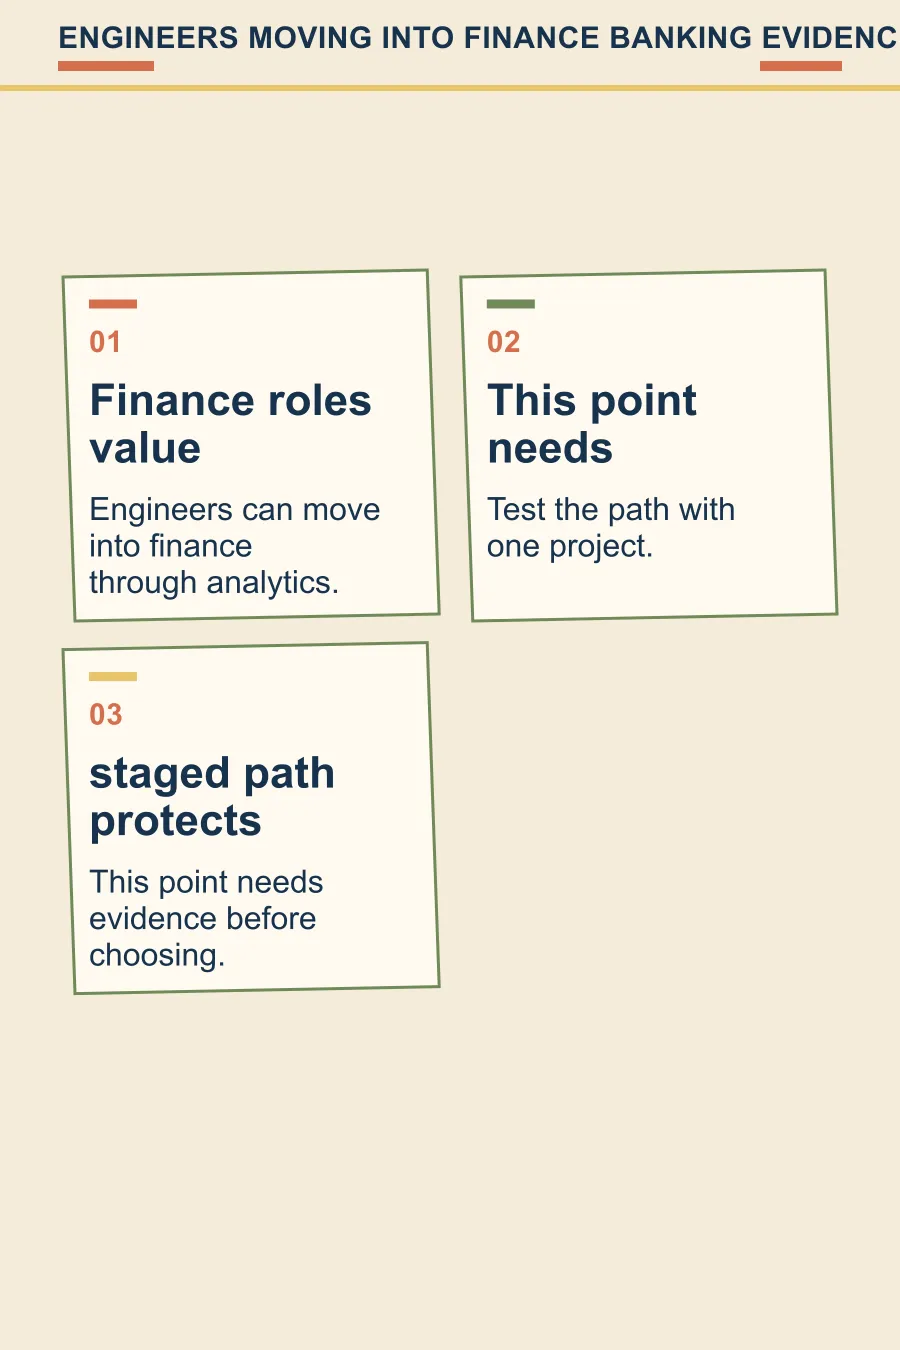 ENGINEERS MOVING INTO FINANCE BANKING EVIDENC
01
Finance roles
value
Engineers can move
into finance
through analytics.
02
This point
needs
Test the path with
one project.
03
staged path
protects
This point needs
evidence before
choosing.